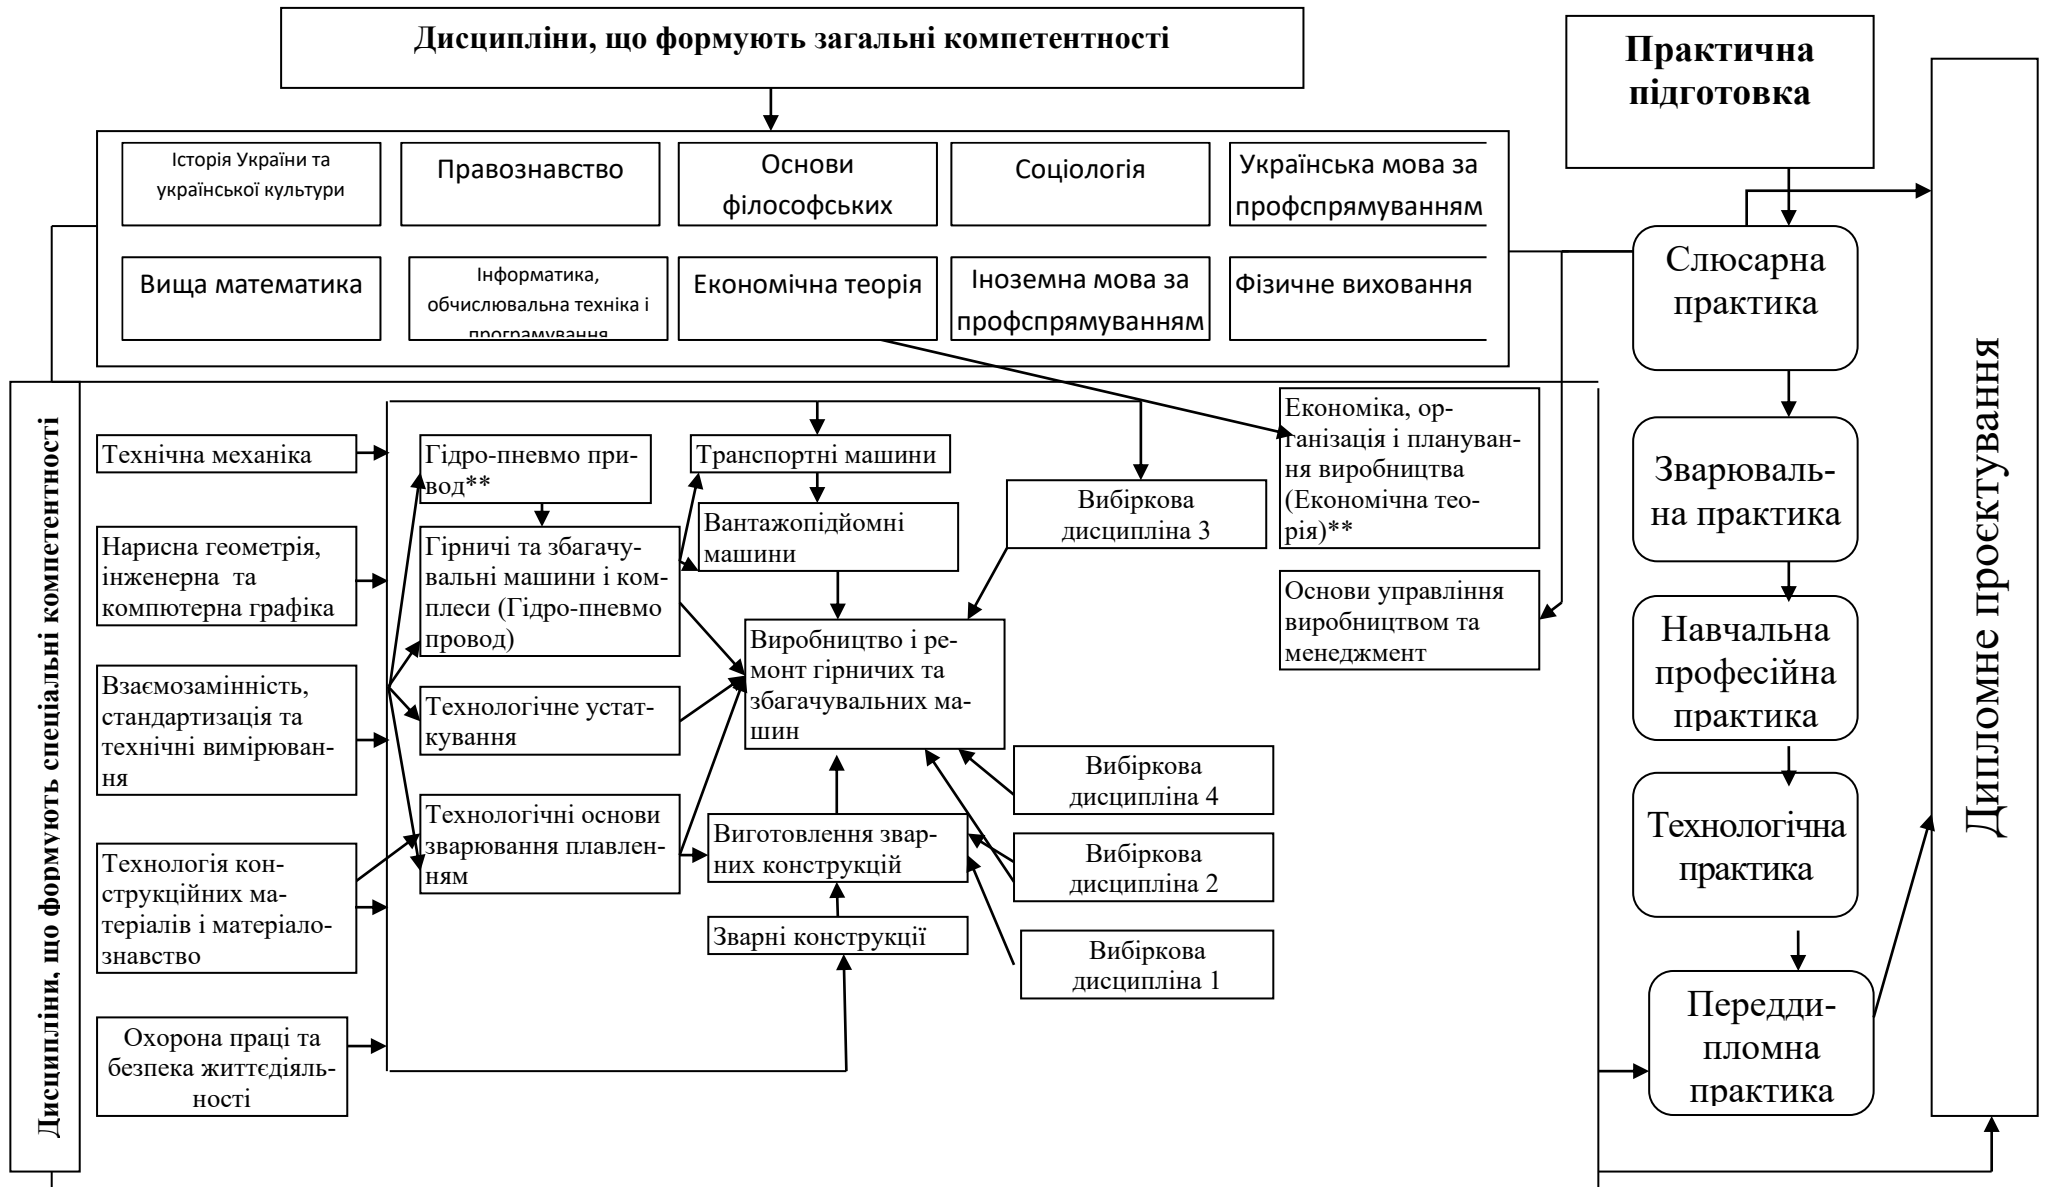 Дисципліни, що формують загальні компетентності
Практична
підготовка
Історія України та
української культури
Правознавство
Основи
філософських
Соціологія
Українська мова за
профспрямуванням
Вища математика
Інформатика,
обчислювальна техніка і
програмування
Економічна теорія
Іноземна мова за
профспрямуванням
Фізичне виховання
Дисципліни, що формують спеціальні компетентності
Технічна механіка
Нарисна геометрія,
інженерна та
компютерна графіка
Взаємозамінність,
стандартизація та
технічні вимірюван-
ня
Технологія кон-
струкційних ма-
теріалів і матеріало-
знавство
Охорона праці та
безпека життєдіяль-
ності
Гідро-пневмо при-
вод**
Гірничі та збагачу-
вальні машини і ком-
плеси (Гідро-пневмо
провод)
Технологічне устат-
кування
Технологічні основи
зварювання плавлен-
ням
Транспортні машини
Вантажопідйомні
машини
Виробництво і ре-
монт гірничих та
збагачувальних ма-
шин
Виготовлення звар-
них конструкцій
Зварні конструкції
Вибіркова
дисципліна 3
Вибіркова
дисципліна 4
Вибіркова
дисципліна 2
Вибіркова
дисципліна 1
Економіка, ор-
ганізація і плануван-
ня виробництва
(Економічна тео-
рія)**
Основи управління
виробництвом та
менеджмент
Слюсарна
практика
Зварюваль-
на практика
Навчальна
професійна
практика
Технологічна
практика
Передди-
пломна
практика
Дипломне проєктування